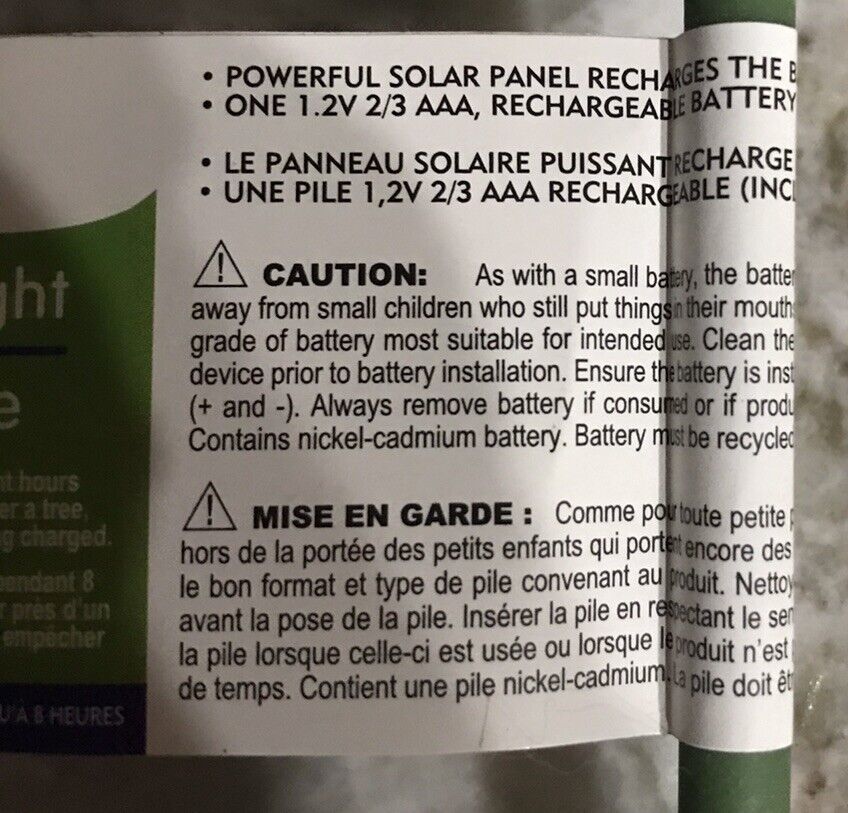 • POWERFUL SOLAR PANEL RECHARGES THE B
• ONE 1.2V 2/3 AAA, RECHARGEABLE BATTERY
• LE PANNEAU SOLAIRE PUISSANT RECHARGE
• UNE PILE 1,2V 2/3 AAA RECHARGEABLE (INCL
CAUTION: As with a small battery, the batter
away from small children who still put things in their mouth
grade of battery most suitable for intended use. Clean the
device prior to battery installation. Ensure the battery is inst
(+ and -). Always remove battery if consumed or if produ
Contains nickel-cadmium battery. Battery must be recycled
MISE EN GARDE : Comme pour toute petite p
hors de la portée des petits enfants qui portent encore des
le bon format et type de pile convenant au produit. Nettoy
avant la pose de la pile. Insérer la pile en respectant le sen
la pile lorsque celle-ci est usée ou lorsque le produit n'est
de temps. Contient une pile nickel-cadmium. La pile doit êt
ght
e
ht hours
er a tree,
g charged.
pendant 8
r près d'un
empêcher
U'À 8 HEURES